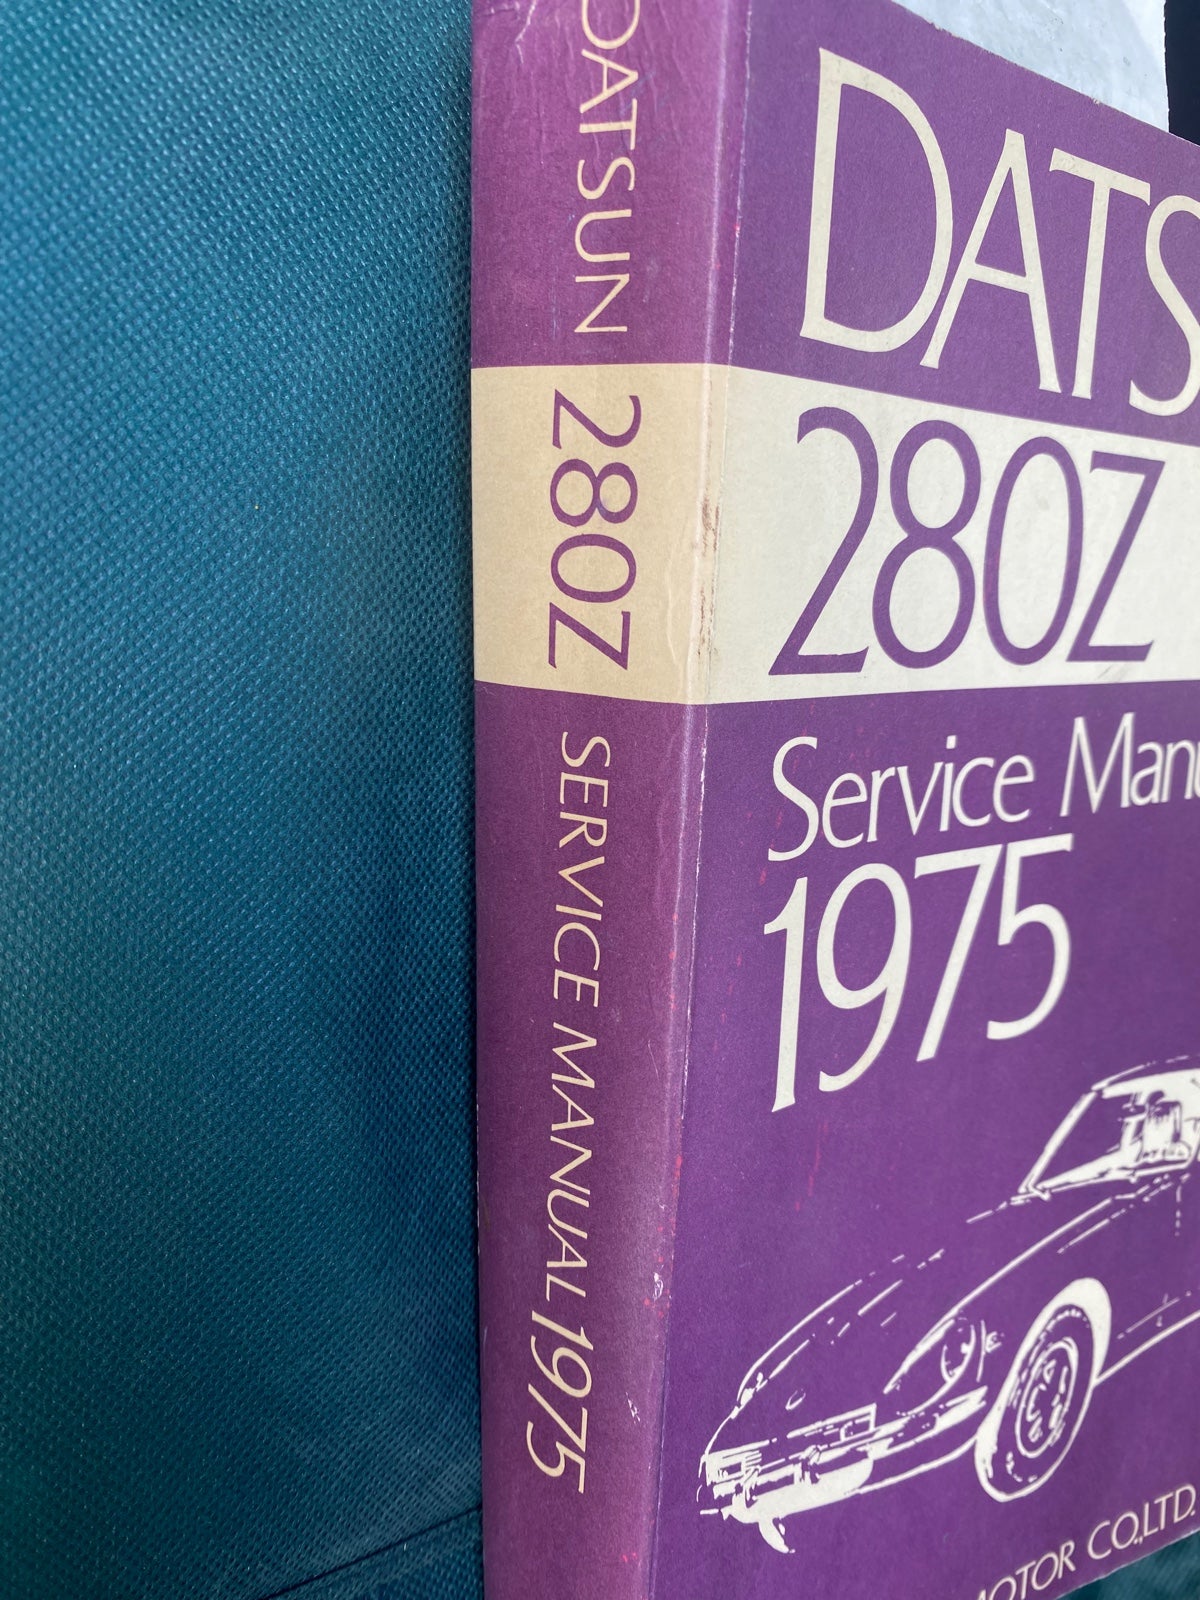 DATSUN 280Z SERVICE MANUAL 1975
DATS
280Z
Service Manu
1975
MOTOR CO.,LTD.